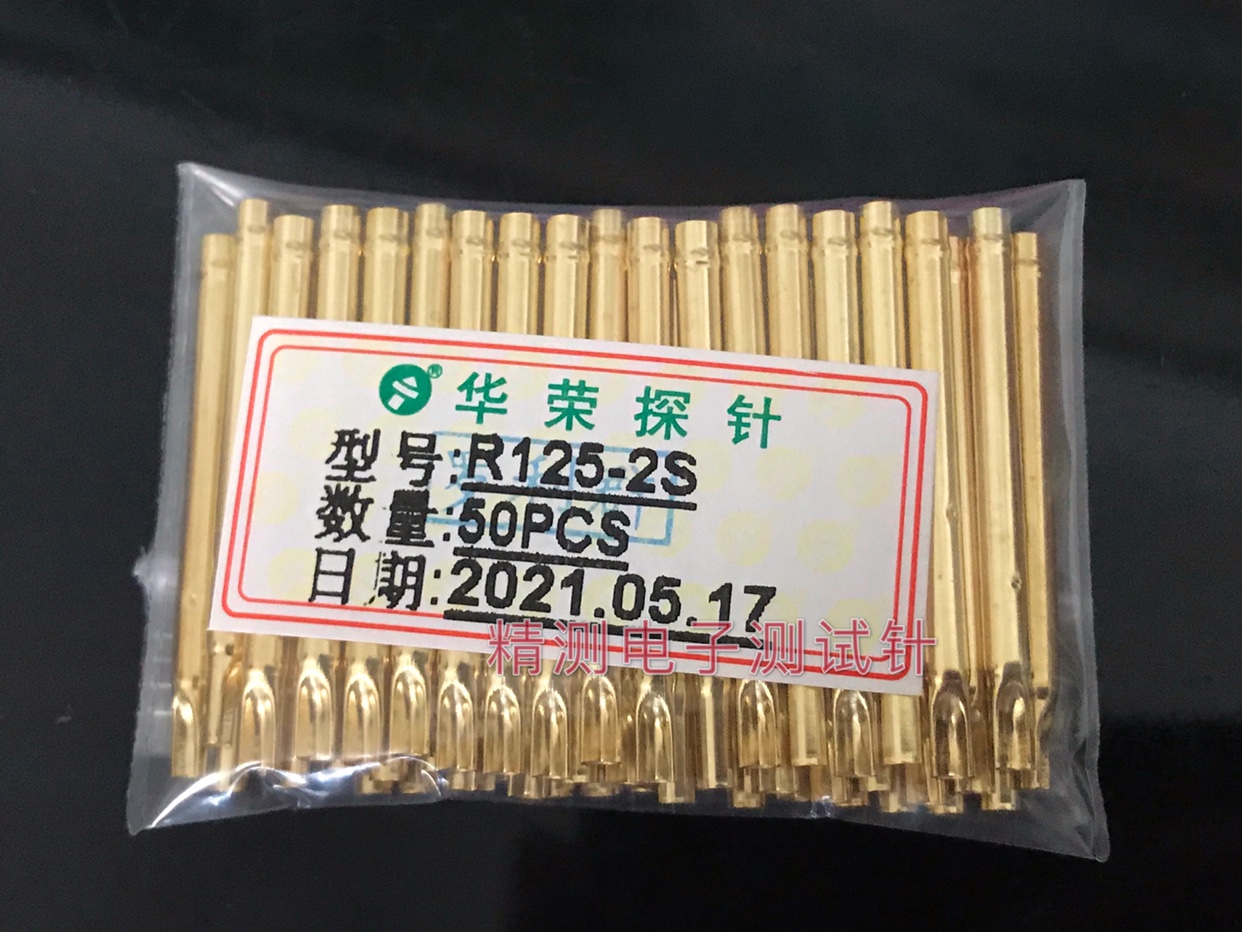 ® 华荣探针
型号:R125-2S
数量:50PCS
日期:2021.05.17
精测电子测试针